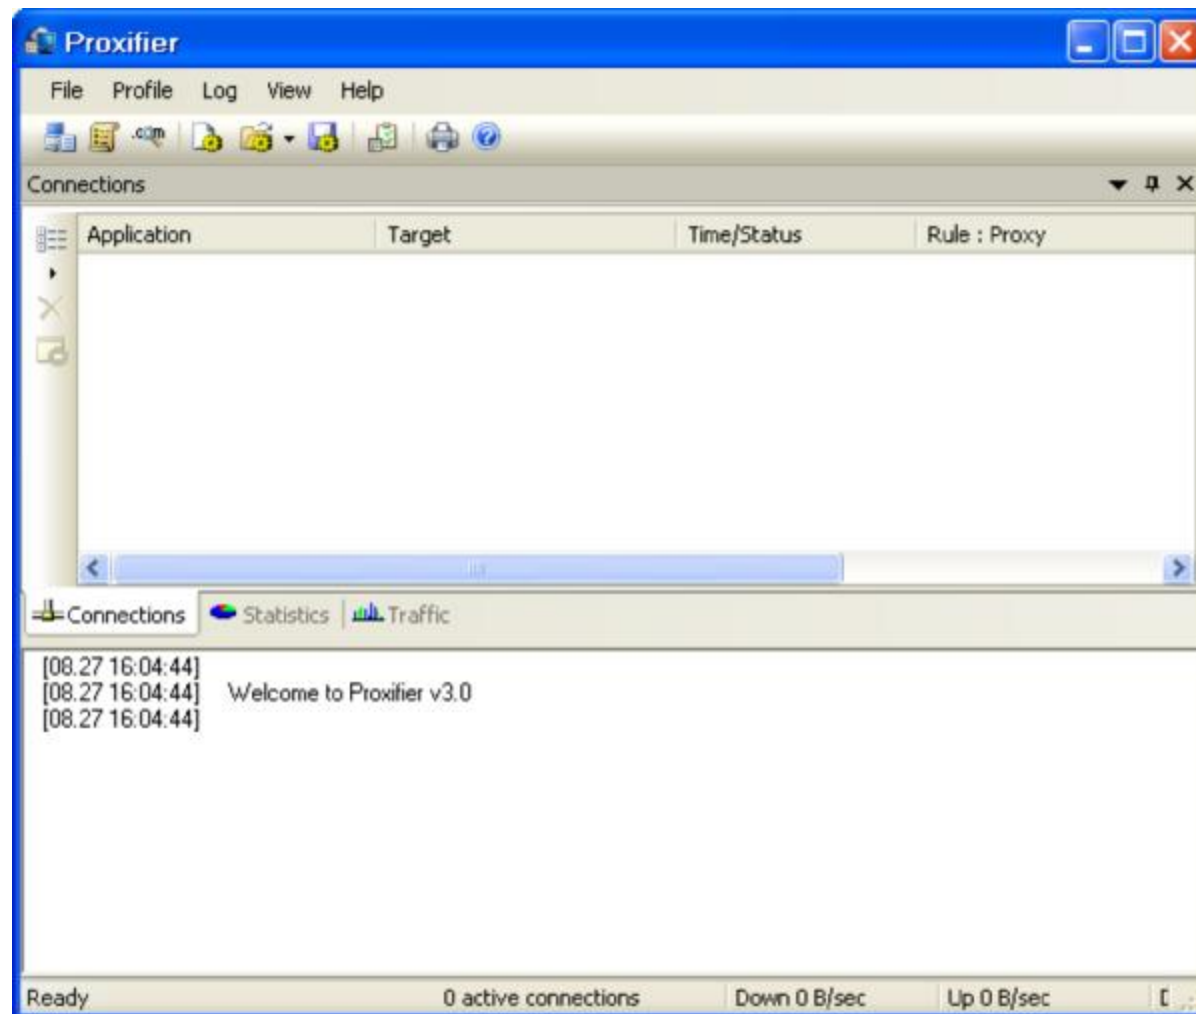 Proxifier
File Profile Log View Help
.com
Connections
Application Target Time/Status Rule : Proxy
Connections Statistics Traffic
[08.27 16:04:44]
[08.27 16:04:44] Welcome to Proxifier v3.0
[08.27 16:04:44]
Ready 0 active connections Down 0 B/sec Up 0 B/sec